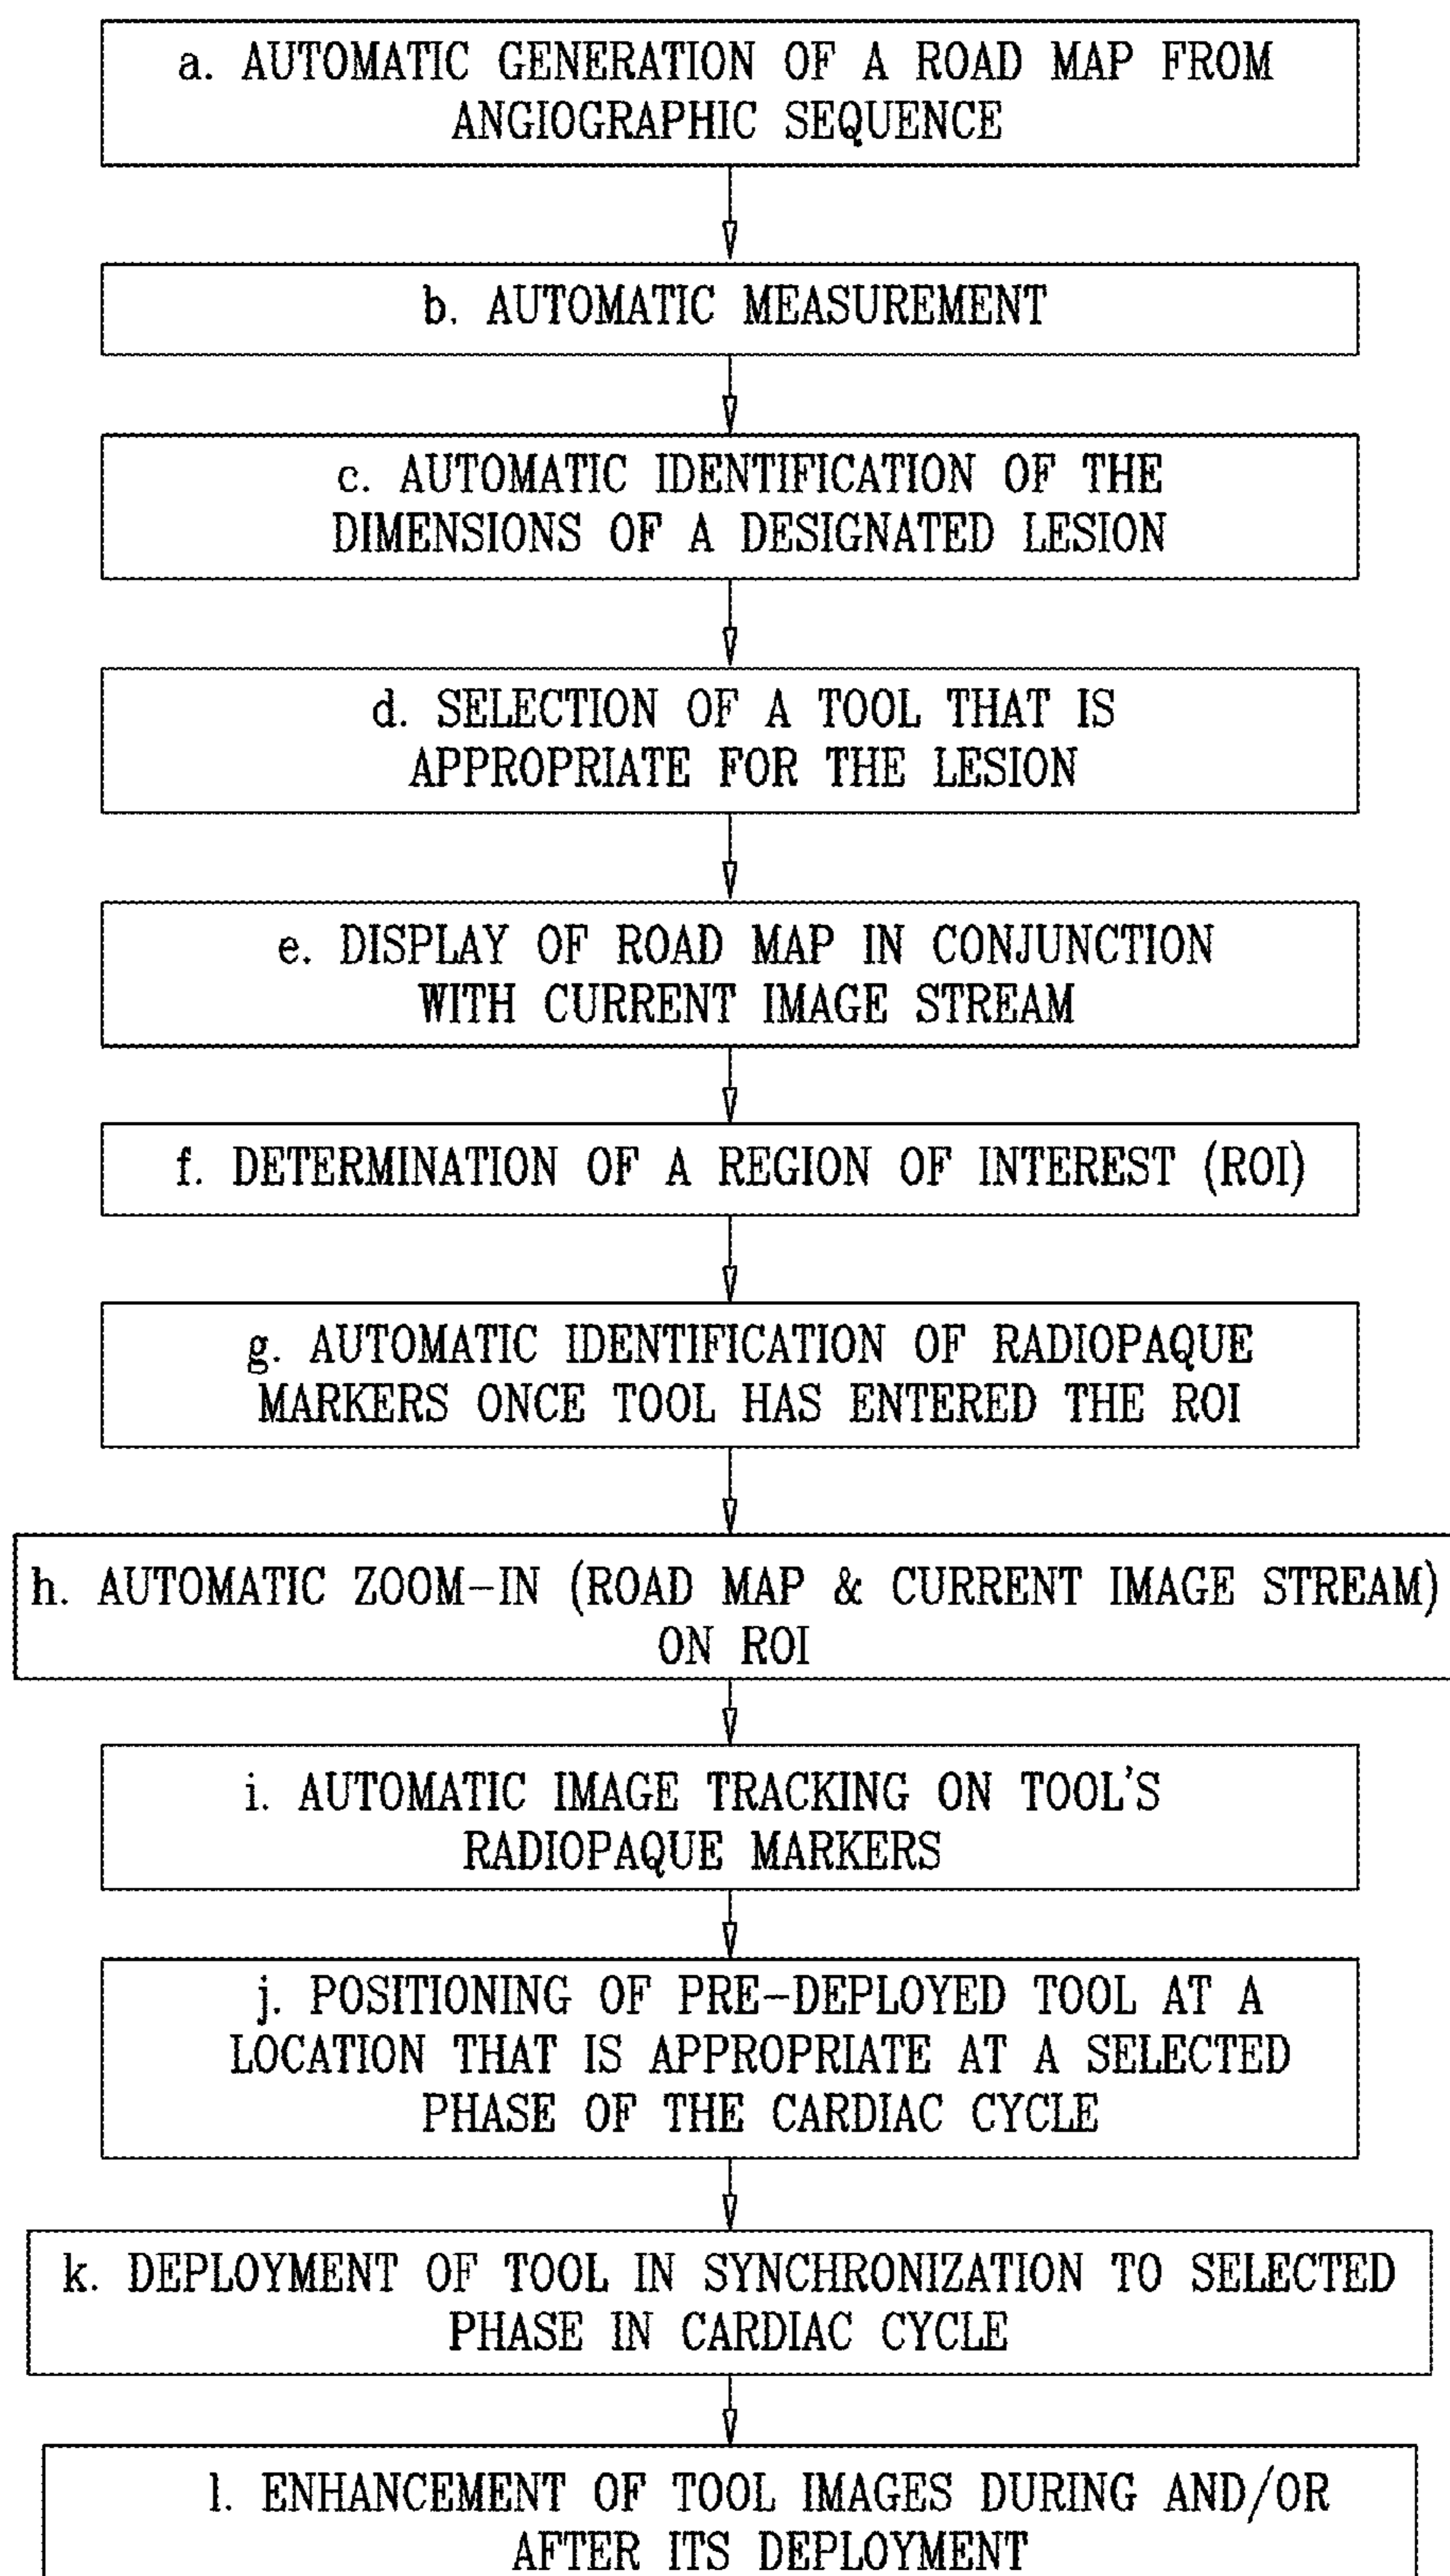 a. AUTOMATIC GENERATION OF A ROAD MAP FROM
ANGIOGRAPHIC SEQUENCE
b. AUTOMATIC MEASUREMENT
c. AUTOMATIC IDENTIFICATION OF THE
DIMENSIONS OF A DESIGNATED LESION
d. SELECTION OF A TOOL THAT IS
APPROPRIATE FOR THE LESION
e. DISPLAY OF ROAD MAP IN CONJUNCTION
WITH CURRENT IMAGE STREAM
f. DETERMINATION OF A REGION OF INTEREST (ROI)
g. AUTOMATIC IDENTIFICATION OF RADIOPAQUE
MARKERS ONCE TOOL HAS ENTERED THE ROI
h. AUTOMATIC ZOOM-IN (ROAD MAP & CURRENT IMAGE STREAM)
ON ROI
i. AUTOMATIC IMAGE TRACKING ON TOOL'S
RADIOPAQUE MARKERS
j. POSITIONING OF PRE-DEPLOYED TOOL AT A
LOCATION THAT IS APPROPRIATE AT A SELECTED
PHASE OF THE CARDIAC CYCLE
k. DEPLOYMENT OF TOOL IN SYNCHRONIZATION TO SELECTED
PHASE IN CARDIAC CYCLE
l. ENHANCEMENT OF TOOL IMAGES DURING AND/OR
AFTER ITS DEPLOYMENT